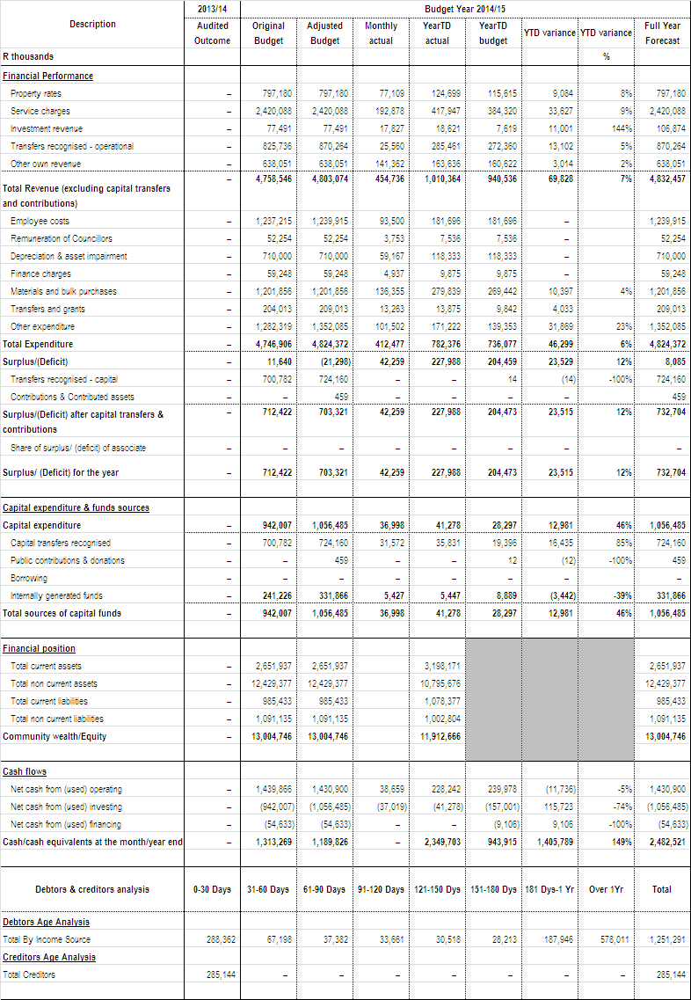 2013/14 Budget Year 2014/15
Description Audited Original Adjusted Monthly YearTD YearTD YTD variance YTD variance Full Year
Outcome Budget Budget actual actual budget Forecast
R thousands %
Financial Performance
Property rates – 797,180 797,180 77,109 124,699 115,615 9,084 8% 797,180
Service charges – 2,420,088 2,420,088 192,878 417,947 384,320 33,627 9% 2,420,088
Investment revenue – 77,491 77,491 17,827 18,621 7,619 11,001 144% 106,874
Transfers recognised - operational – 825,736 870,264 25,560 285,461 272,360 13,102 5% 870,264
Other own revenue – 638,051 638,051 141,362 163,636 160,622 3,014 2% 638,051
Total Revenue (excluding capital transfers – 4,758,546 4,803,074 454,736 1,010,364 940,536 69,828 7% 4,832,457
and contributions)
Employee costs – 1,237,215 1,239,915 93,500 181,696 181,696 – 1,239,915
Remuneration of Councillors – 52,254 52,254 3,753 7,536 7,536 – 52,254
Depreciation & asset impairment – 710,000 710,000 59,167 118,333 118,333 – 710,000
Finance charges – 59,248 59,248 4,937 9,875 9,875 – 59,248
Materials and bulk purchases – 1,201,856 1,201,856 136,355 279,839 269,442 10,397 4% 1,201,856
Transfers and grants – 204,013 209,013 13,263 13,875 9,842 4,033 209,013
Other expenditure – 1,282,319 1,352,085 101,502 171,222 139,353 31,869 23% 1,352,085
Total Expenditure – 4,746,906 4,824,372 412,477 782,376 736,077 46,299 6% 4,824,372
Surplus/(Deficit) – 11,640 (21,298) 42,259 227,988 204,459 23,529 12% 8,085
Transfers recognised - capital – 700,782 724,160 – – 14 (14) -100% 724,160
Contributions & Contributed assets – – 459 – – – – – 459
Surplus/(Deficit) after capital transfers & – 712,422 703,321 42,259 227,988 204,473 23,515 12% 732,704
contributions
Share of surplus/ (deficit) of associate – – – – – – – – –
Surplus/ (Deficit) for the year – 712,422 703,321 42,259 227,988 204,473 23,515 12% 732,704
Capital expenditure & funds sources
Capital expenditure – 942,007 1,056,485 36,998 41,278 28,297 12,981 46% 1,056,485
Capital transfers recognised – 700,782 724,160 31,572 35,831 19,396 16,435 85% 724,160
Public contributions & donations – – 459 – – 12 (12) -100% 459
Borrowing – – – – – – – – –
Internally generated funds – 241,226 331,866 5,427 5,447 8,889 (3,442) -39% 331,866
Total sources of capital funds – 942,007 1,056,485 36,998 41,278 28,297 12,981 46% 1,056,485
Financial position
Total current assets – 2,651,937 2,651,937 3,198,171 2,651,937
Total non current assets – 12,429,377 12,429,377 10,795,676 12,429,377
Total current liabilities – 985,433 985,433 1,078,377 985,433
Total non current liabilities – 1,091,135 1,091,135 1,002,804 1,091,135
Community wealth/Equity – 13,004,746 13,004,746 11,912,666 13,004,746
Cash flows
Net cash from (used) operating – 1,439,866 1,430,900 38,659 228,242 239,978 (11,736) -5% 1,430,900
Net cash from (used) investing – (942,007) (1,056,485) (37,019) (41,278) (157,001) 115,723 -74% (1,056,485)
Net cash from (used) financing – (54,633) (54,633) – – (9,106) 9,106 -100% (54,633)
Cash/cash equivalents at the month/year end – 1,313,269 1,189,826 – 2,349,703 943,915 1,405,789 149% 2,482,521
Debtors & creditors analysis 0-30 Days 31-60 Days 61-90 Days 91-120 Days 121-150 Dys 151-180 Dys 181 Dys-1 Yr Over 1Yr Total
Debtors Age Analysis
Total By Income Source 288,362 67,198 37,382 33,661 30,518 28,213 187,946 578,011 1,251,291
Creditors Age Analysis
Total Creditors 285,144 – – – – – – – 285,144